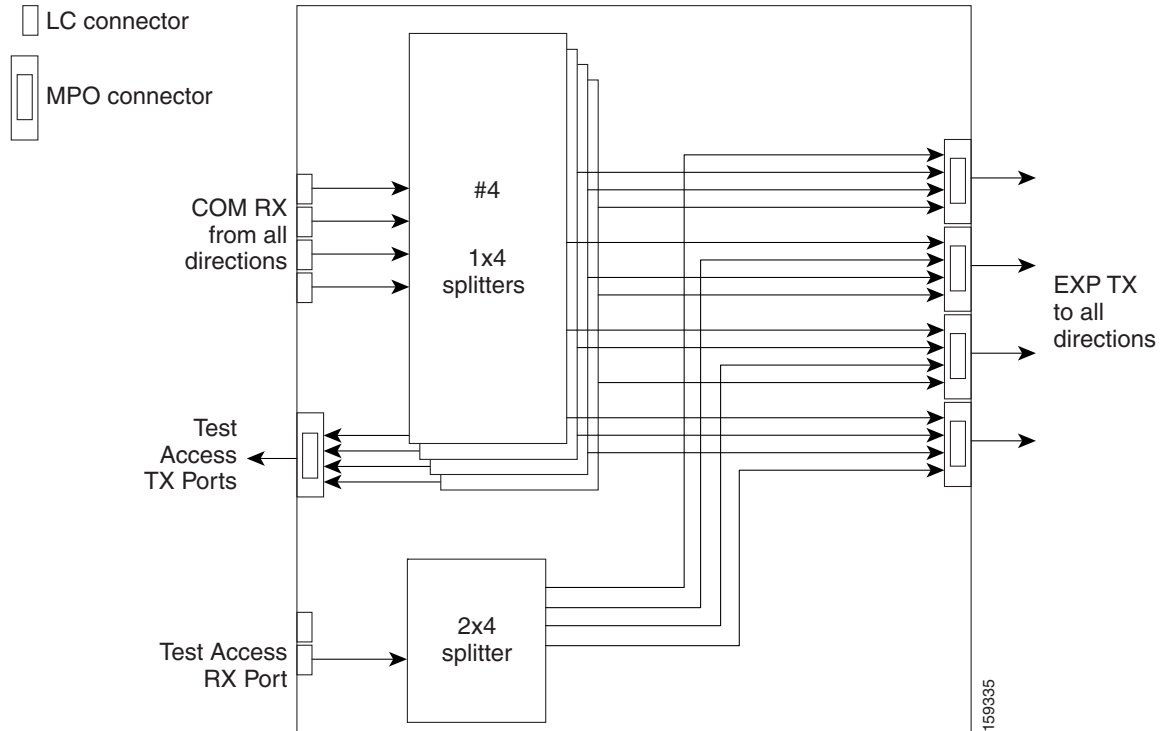 LC connector
MPO connector
#4
1x4
splitters
COM RX
from all
directions
EXP TX
to all
directions
Test
Access
TX Ports
2x4
splitter
Test Access
RX Port
159335